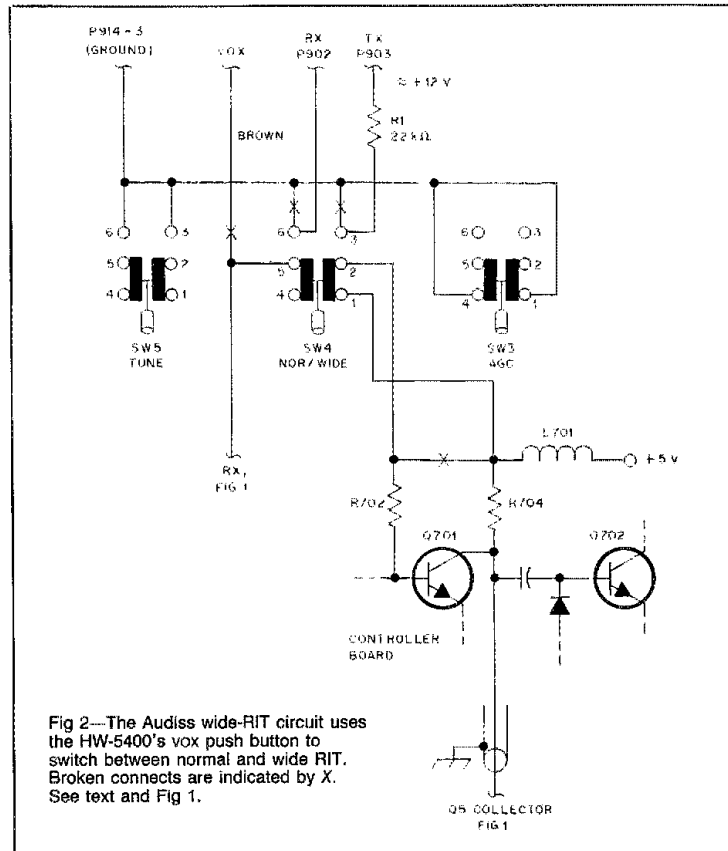 P914-3
(GROUND)
VOX
RX
P902
TX
P903
≈ +12 V
R1
22 kΩ
BROWN
X
X
X
6
3
5
2
4
1
SW5
TUNE
6
3
5
2
4
1
SW4
NOR/WIDE
6
3
5
2
4
1
SW3
AGC
RX,
FIG 1
X
L701
+5 V
R702
R704
Q701
Q702
CONTROLLER
BOARD
Q5 COLLECTOR
FIG 1
Fig 2—The Audiss wide-RIT circuit uses
the HW-5400's vox push button to
switch between normal and wide RIT.
Broken connects are indicated by X.
See text and Fig 1.